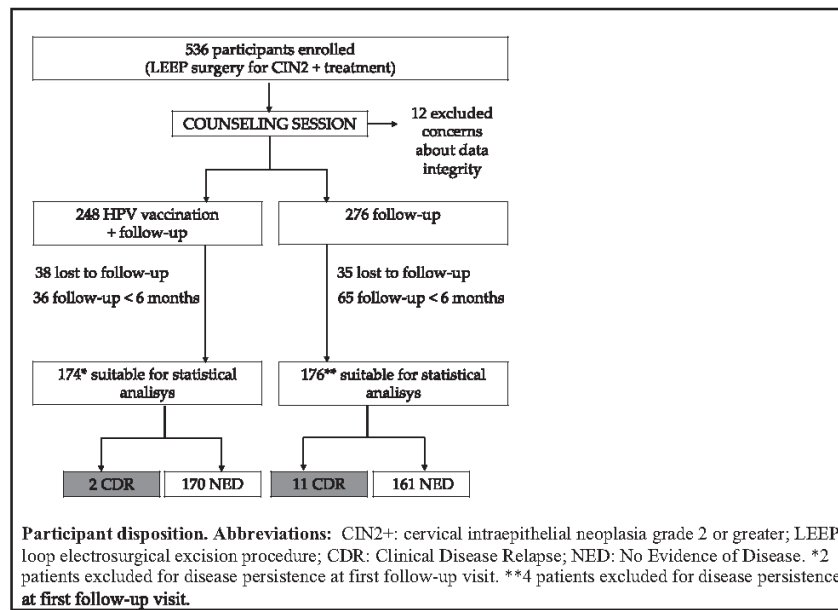 536 participants enrolled
(LEEP surgery for CIN2 + treatment)
COUNSELING SESSION
12 excluded
concerns
about data
integrity
248 HPV vaccination
+ follow-up
276 follow-up
38 lost to follow-up
36 follow-up < 6 months
35 lost to follow-up
65 follow-up < 6 months
174* suitable for statistical
analisys
176** suitable for statistical
analisys
2 CDR
170 NED
11 CDR
161 NED
Participant disposition. Abbreviations: CIN2+: cervical intraepithelial neoplasia grade 2 or greater; LEEP
loop electrosurgical excision procedure; CDR: Clinical Disease Relapse; NED: No Evidence of Disease. *2
patients excluded for disease persistence at first follow-up visit. **4 patients excluded for disease persistence
at first follow-up visit.